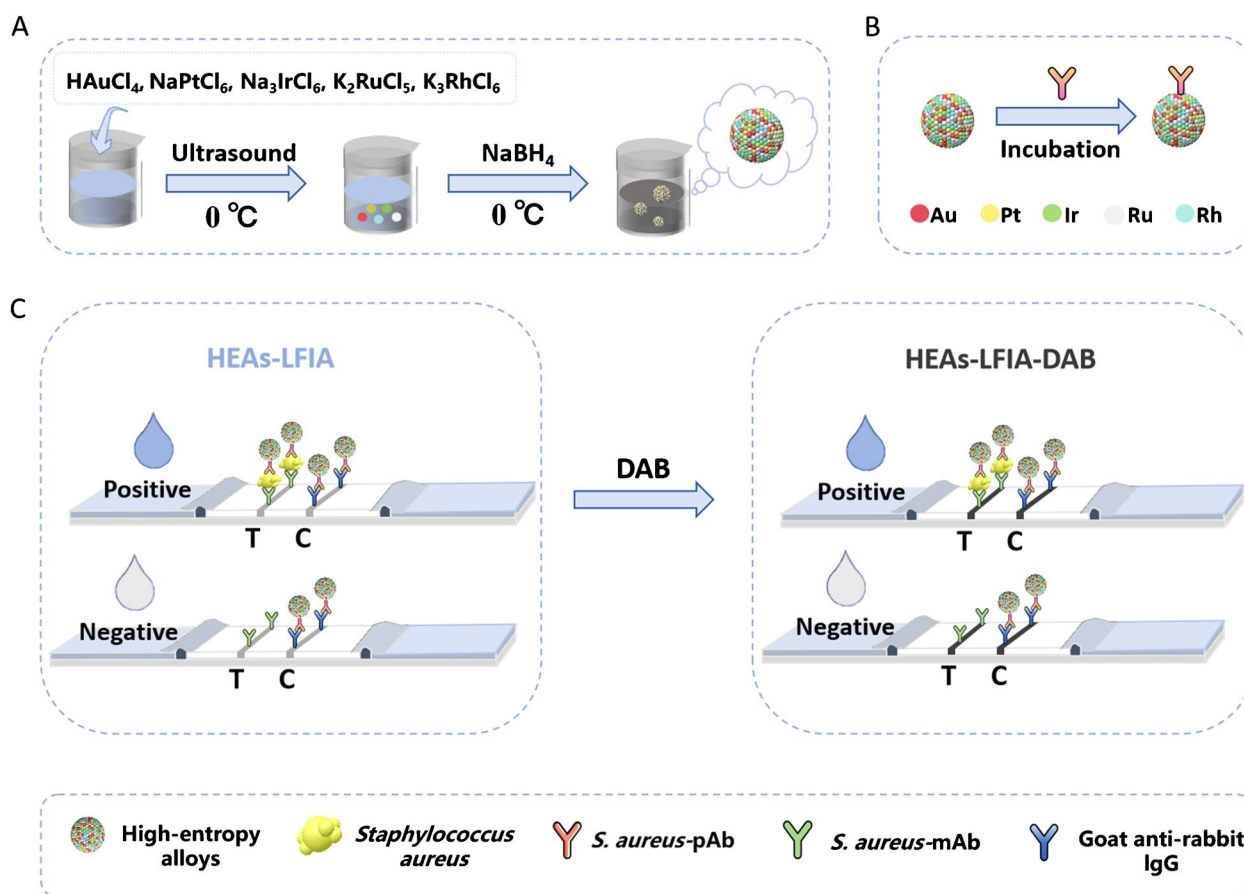 A
HAuCl₄, NaPtCl₆, Na₃IrCl₆, K₂RuCl₅, K₃RhCl₆
Ultrasound
0 ℃
NaBH₄
0 ℃
B
Incubation
Au Pt Ir Ru Rh
C
HEAs-LFIA
Positive
T C
Negative
T C
DAB
HEAs-LFIA-DAB
Positive
T C
Negative
T C
High-entropy
alloys
Staphylococcus
aureus
S. aureus-pAb
S. aureus-mAb
Goat anti-rabbit
IgG